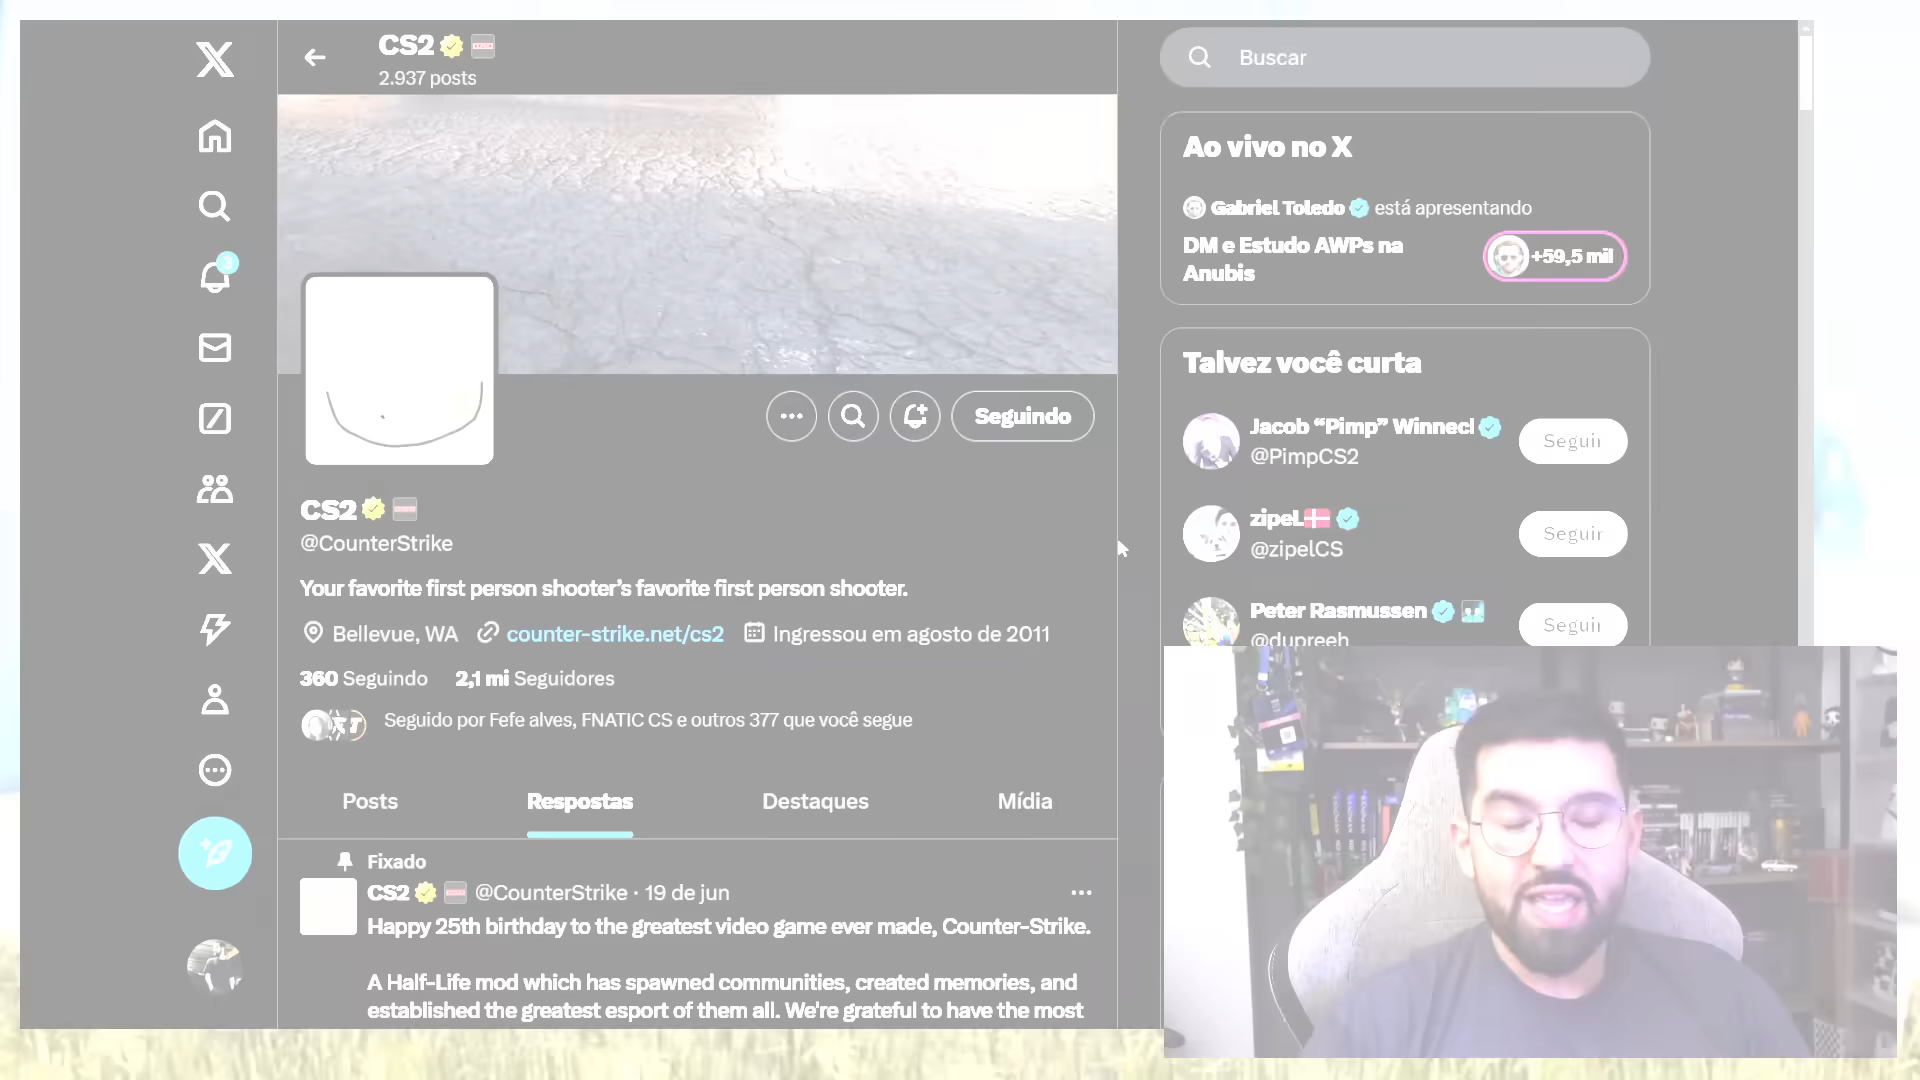 CS2
2.937 posts
Buscar
Ao vivo no X
Gabriel Toledo está apresentando
DM e Estudo AWPs na
Anubis
+59,5 mil
Talvez você curta
3
Seguindo
Jacob “Pimp” Winnecl
@PimpCS2
Seguir
CS2
@CounterStrike
zipeL
@zipelCS
Seguir
Your favorite first person shooter’s favorite first person shooter.
Peter Rasmussen
@dupreeh
Seguir
Bellevue, WA counter-strike.net/cs2 Ingressou em agosto de 2011
360 Seguindo 2,1 mi Seguidores
Seguido por Fefe alves, FNATIC CS e outros 377 que você segue
Posts Respostas Destaques Mídia
Fixado
CS2 @CounterStrike · 19 de jun
Happy 25th birthday to the greatest video game ever made, Counter-Strike.
A Half-Life mod which has spawned communities, created memories, and
established the greatest esport of them all. We're grateful to have the most